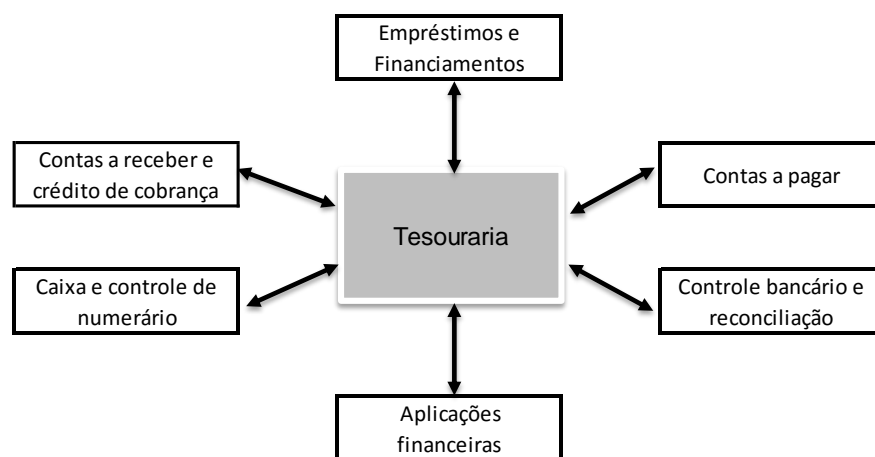 Empréstimos e
Financiamentos
Contas a receber e
crédito de cobrança
Contas a pagar
Tesouraria
Caixa e controle de
numerário
Controle bancário e
reconciliação
Aplicações
financeiras